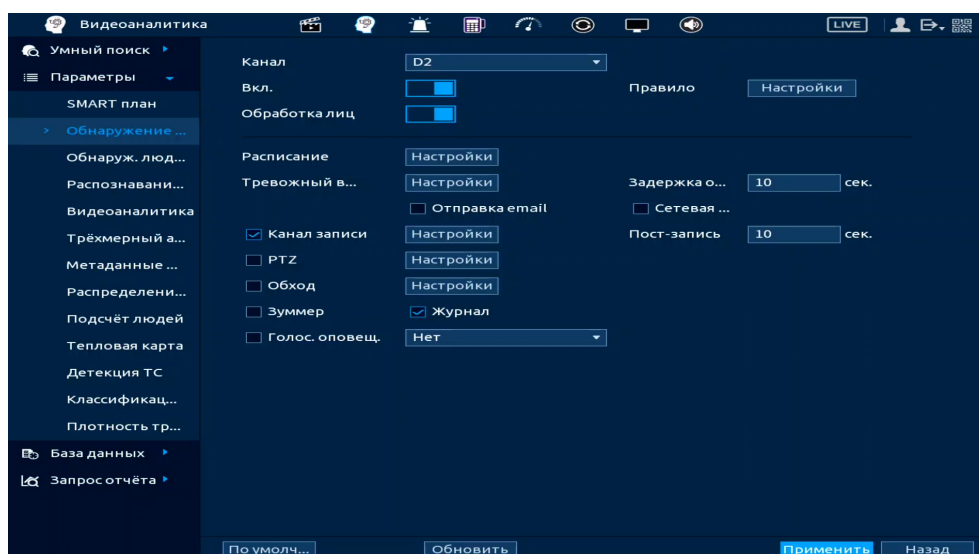 Видеоаналитика LIVE
Умный поиск
Параметры
SMART план
Обнаружение ...
Обнаруж. люд...
Распознавани...
Видеоаналитика
Трёхмерный а...
Метаданные ...
Распределени...
Подсчёт людей
Тепловая карта
Детекция ТС
Классификац...
Плотность тр...
База данных
Запрос отчёта
Канал D2
Вкл. Правило Настройки
Обработка лиц
Расписание Настройки
Тревожный в... Настройки Задержка о... 10 сек.
Отправка email Сетевая ...
Канал записи Настройки Пост-запись 10 сек.
PTZ Настройки
Обход Настройки
Зуммер Журнал
Голос. оповещ. Нет
По умолч... Обновить Применить Назад